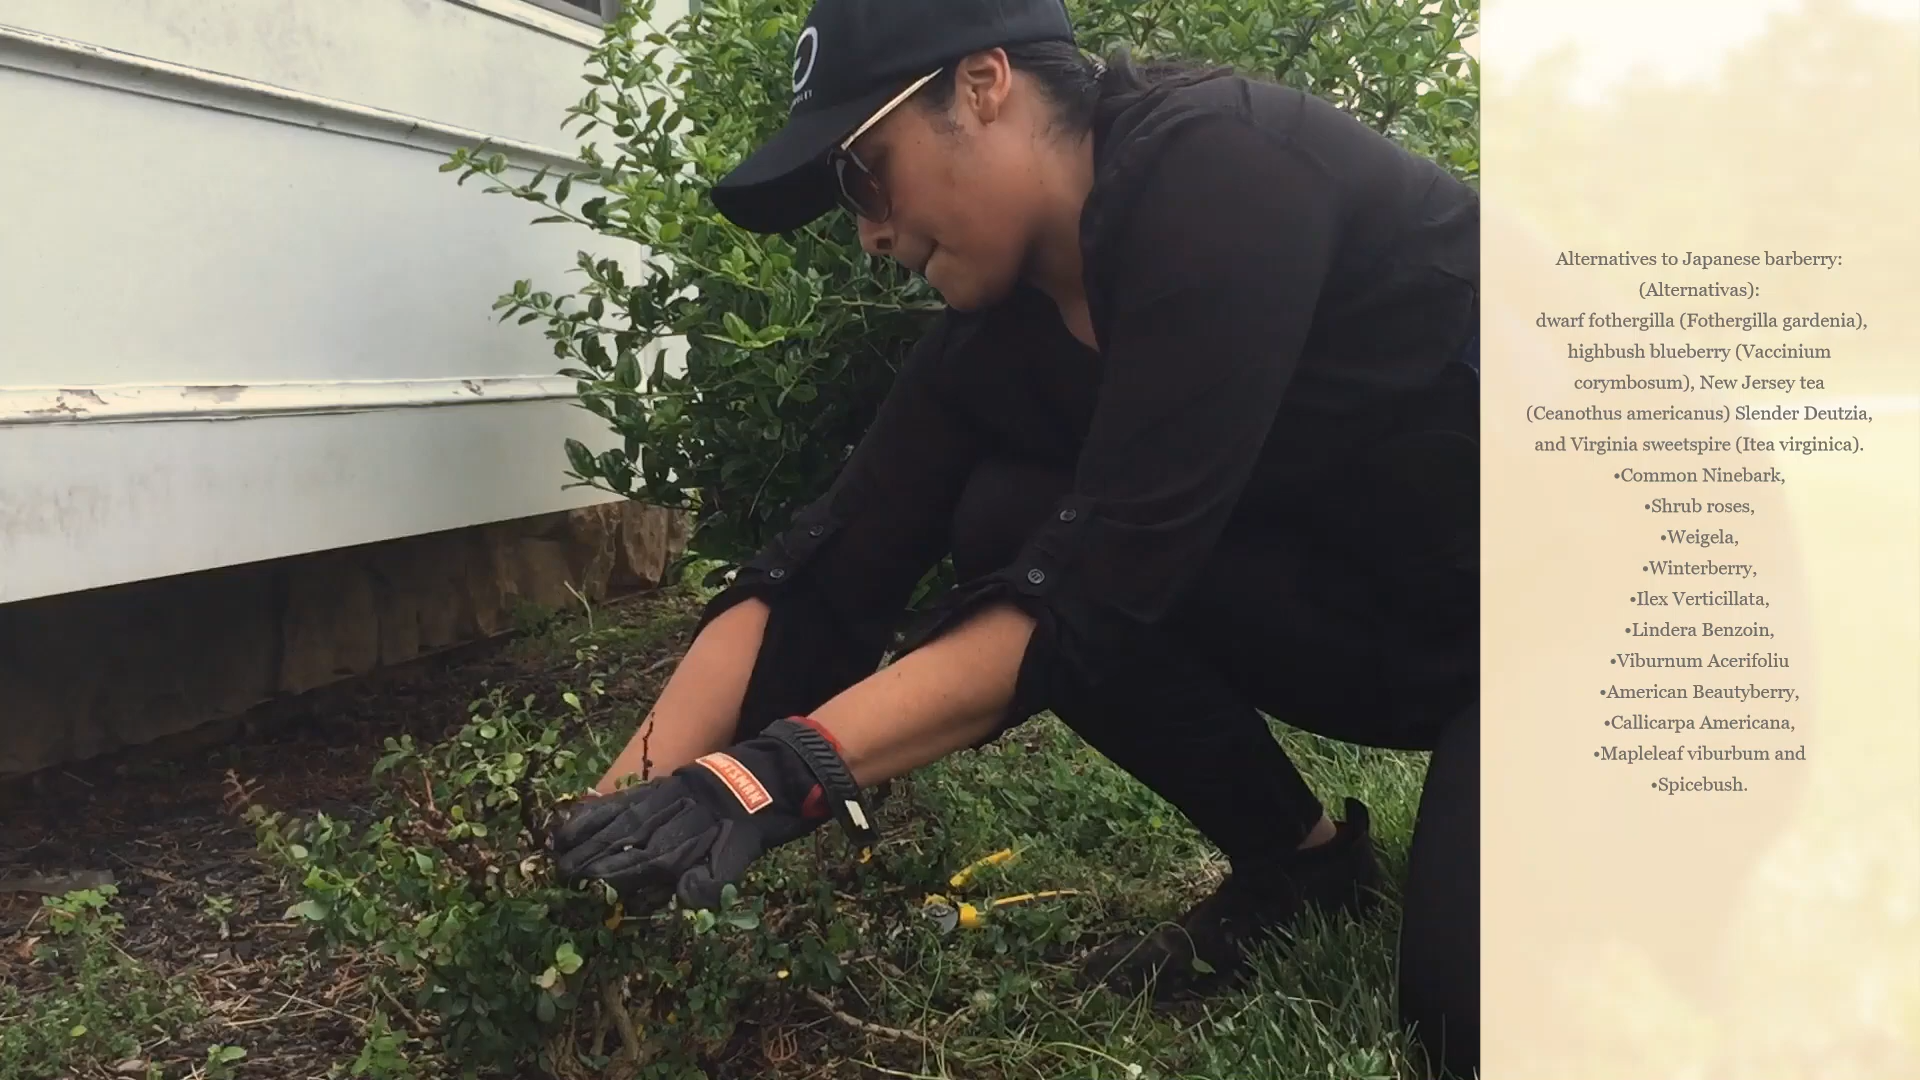 Alternatives to Japanese barberry:
(Alternativas):
dwarf fothergilla (Fothergilla gardenia),
highbush blueberry (Vaccinium
corymbosum), New Jersey tea
(Ceanothus americanus) Slender Deutzia,
and Virginia sweetspire (Itea virginica).
•Common Ninebark,
•Shrub roses,
•Weigela,
•Winterberry,
•Ilex Verticillata,
•Lindera Benzoin,
•Viburnum Acerifoliu
•American Beautyberry,
•Callicarpa Americana,
•Mapleleaf viburbum and
•Spicebush.
CRAFTSMAN